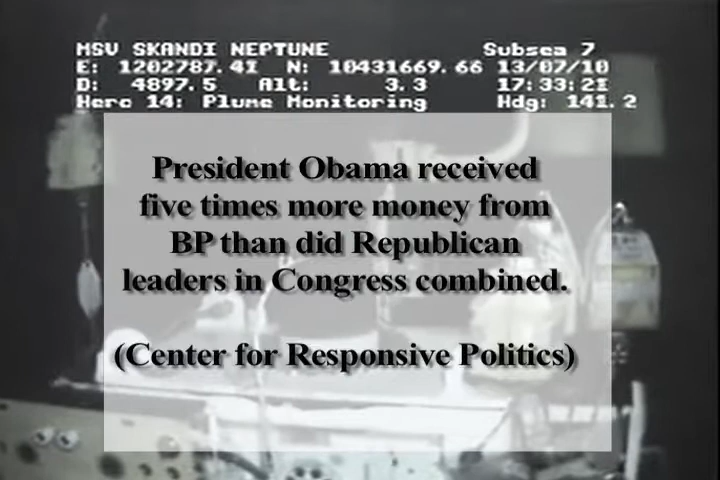 MSV SKANDI NEPTUNE Subsea 7
E: 1202787.41 N: 10431669.66 13/07/10
D: 4897.5 Alt: 3.3 17:33:21
Herc 14: Plume Monitoring Hdg: 141.2
President Obama received
five times more money from
BP than did Republican
leaders in Congress combined.
(Center for Responsive Politics)